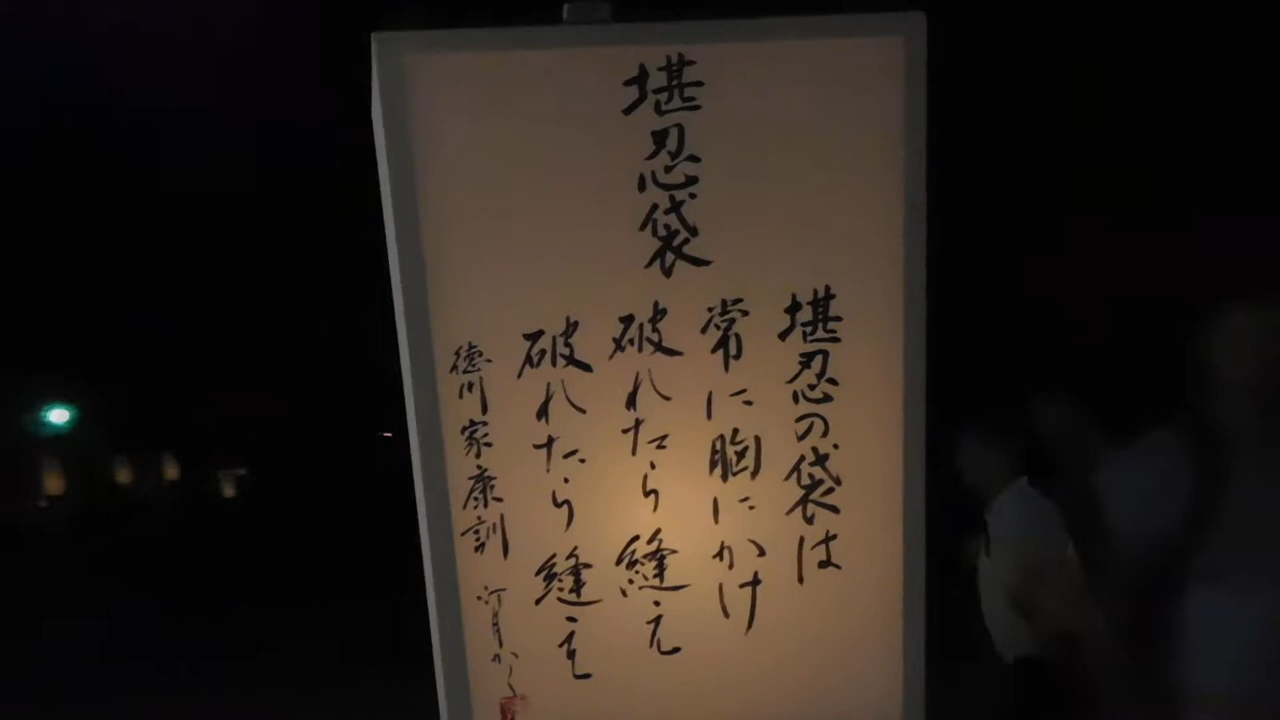 堪忍袋
堪忍の袋は
常に胸にかけ
破れたら縫え
破れたら縫え
徳川家康訓